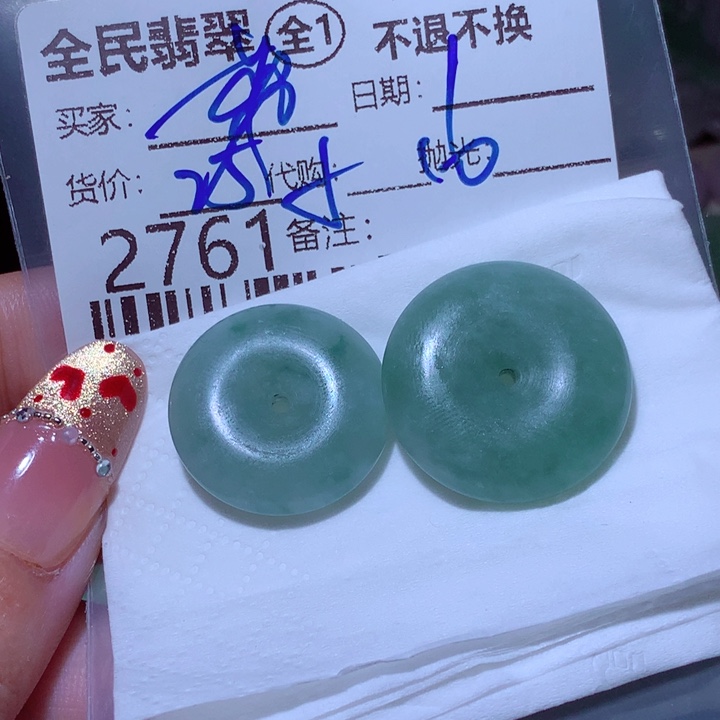 全民翡翠 全1 不退不换
买家： 日期：
货价： 代购： 抛光：
2761 备注：